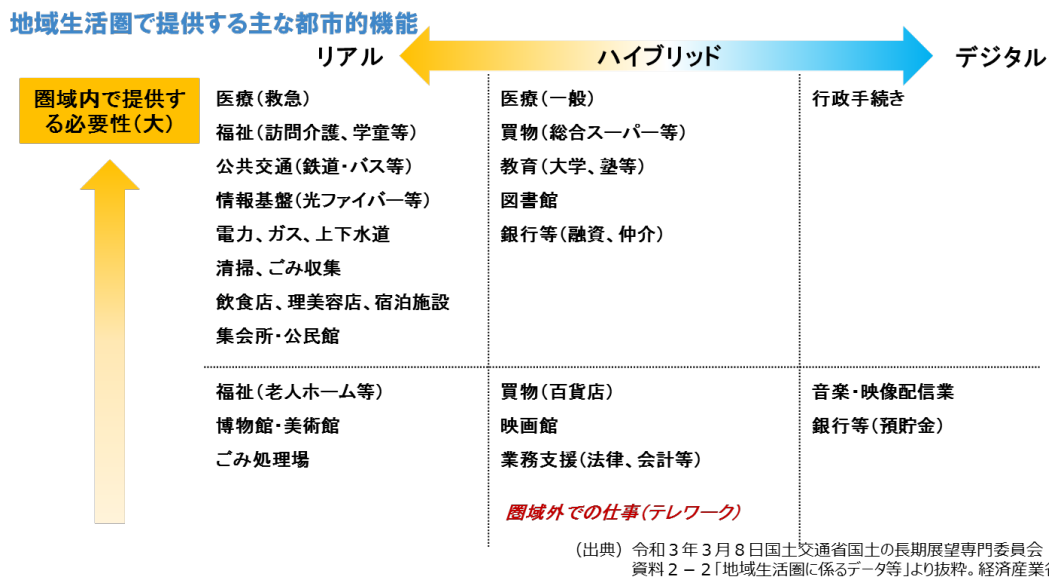 地域生活圏で提供する主な都市的機能
リアル
ハイブリッド
デジタル
圏域内で提供す
る必要性(大)
医療(救急)
福祉(訪問介護、学童等)
公共交通(鉄道・バス等)
情報基盤(光ファイバー等)
電力、ガス、上下水道
清掃、ごみ収集
飲食店、理美容店、宿泊施設
集会所・公民館
医療(一般)
買物(総合スーパー等)
教育(大学、塾等)
図書館
銀行等(融資、仲介)
行政手続き
福祉(老人ホーム等)
博物館・美術館
ごみ処理場
買物(百貨店)
映画館
業務支援(法律、会計等)
圏域外での仕事(テレワーク)
音楽・映像配信業
銀行等(預貯金)
(出典)令和3年3月8日国土交通省国土の長期展望専門委員会
資料2-2「地域生活圏に係るデータ等」より抜粋。経済産業